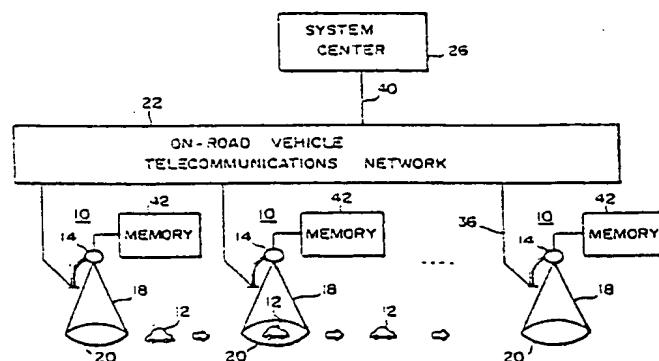 SYSTEM
CENTER
26
40
22
ON-ROAD VEHICLE
TELECOMMUNICATIONS NETWORK
10 42 10 42 36 10 42
14 MEMORY 14 MEMORY 14 MEMORY
18 12 12 18 12 18
20 20 20